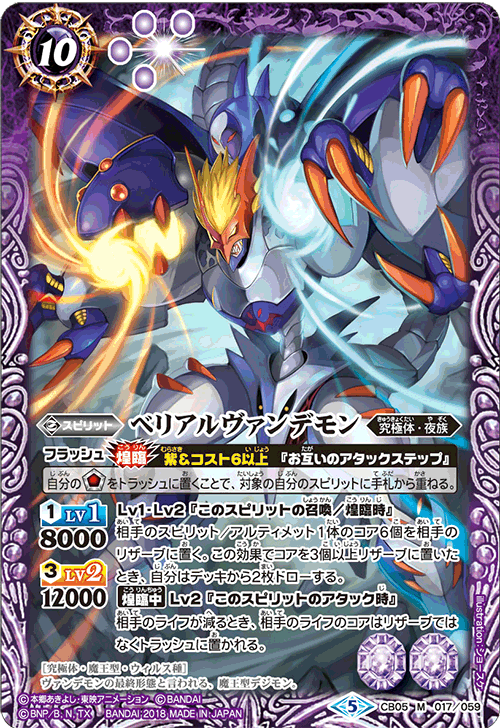 10
スピリット
ベリアルヴァンデモン
究極体・夜族
フラッシュ 煌臨 紫&コスト6以上 『お互いのアタックステップ』
自分の をトラッシュに置くことで、対象の自分のスピリットに手札から重ねる。
1 LV1 8000
Lv1・Lv2『このスピリットの召喚/煌臨時』
相手のスピリット/アルティメット1体のコア6個を相手の
リザーブに置く。この効果でコアを3個以上リザーブに置いた
とき、自分はデッキから2枚ドローする。
3 LV2 12000
煌臨中 Lv2『このスピリットのアタック時』
相手のライフが減るとき、相手のライフのコアはリザーブでは
なくトラッシュに置かれる。
[究極体・魔王型・ウィルス種]
ヴァンデモンの最終形態と言われる、魔王型デジモン。
©本郷あきよし・東映アニメーション ©BANDAI
©BNP/B, N, TX BANDAI 2018 MADE IN JAPAN
5 CB05 M 017/059